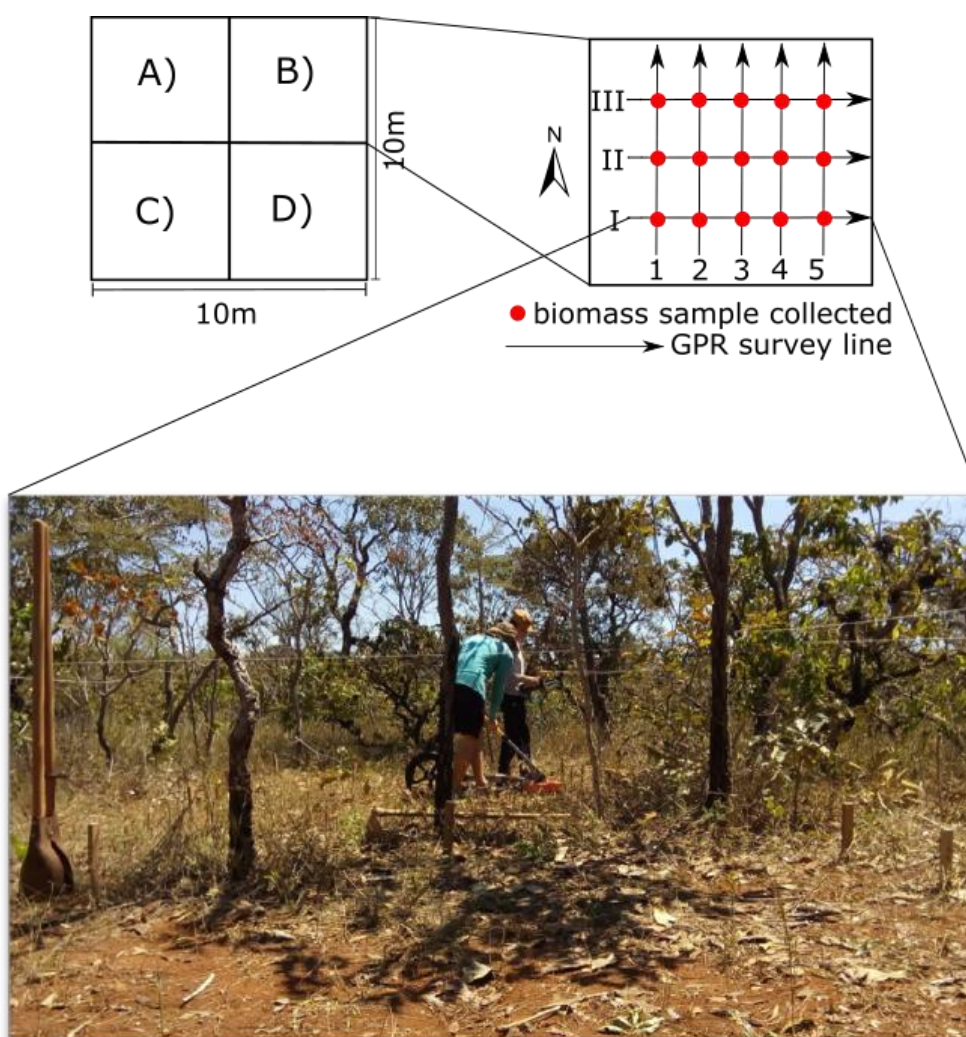 A)
B)
C)
D)
10m
10m
N
III
II
I
1 2 3 4 5
biomass sample collected
GPR survey line